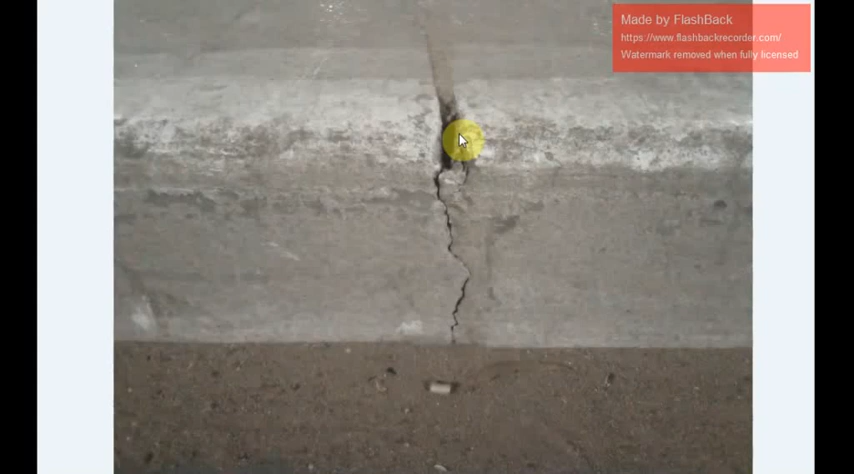 Made by FlashBack
https://www.flashbackrecorder.com/
Watermark removed when fully licensed